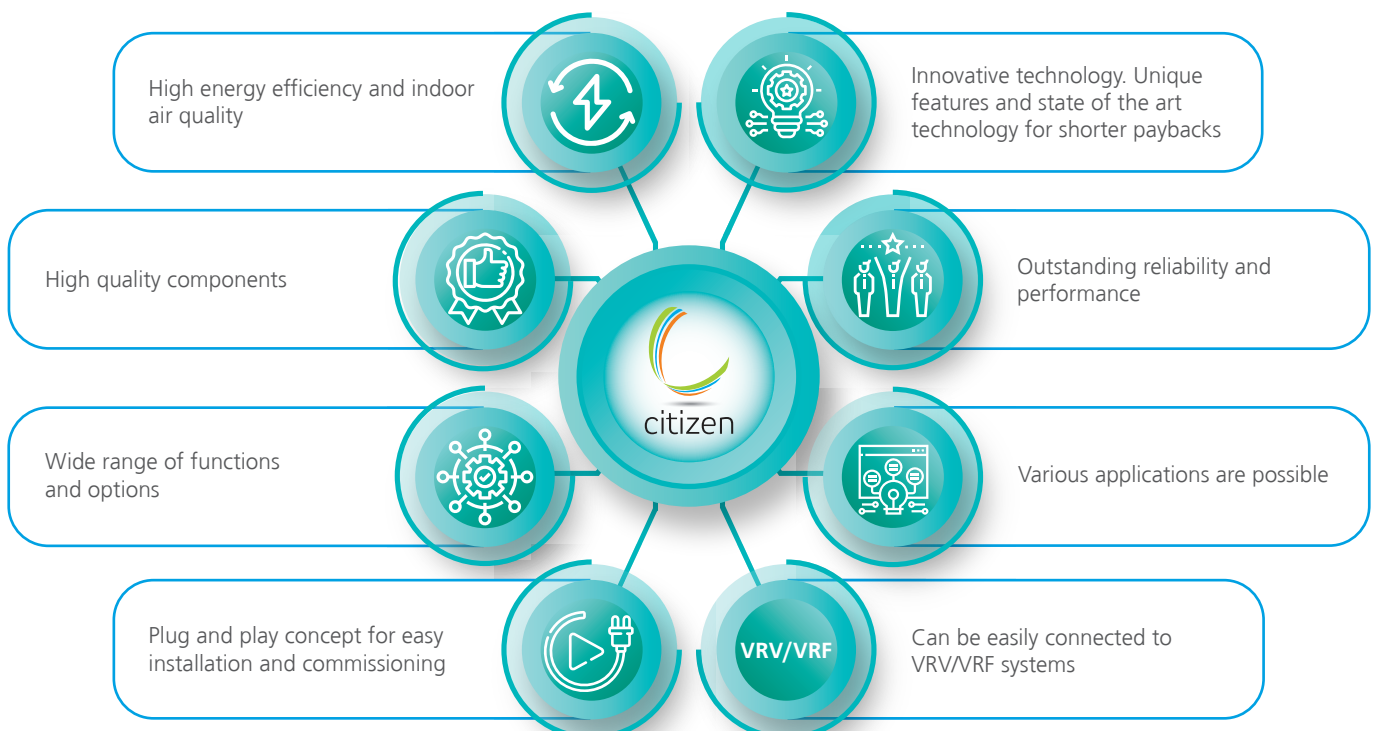 High energy efficiency and indoor
air quality
Innovative technology. Unique
features and state of the art
technology for shorter paybacks
High quality components
Outstanding reliability and
performance
citizen
Wide range of functions
and options
Various applications are possible
Plug and play concept for easy
installation and commissioning
VRV/VRF
Can be easily connected to
VRV/VRF systems